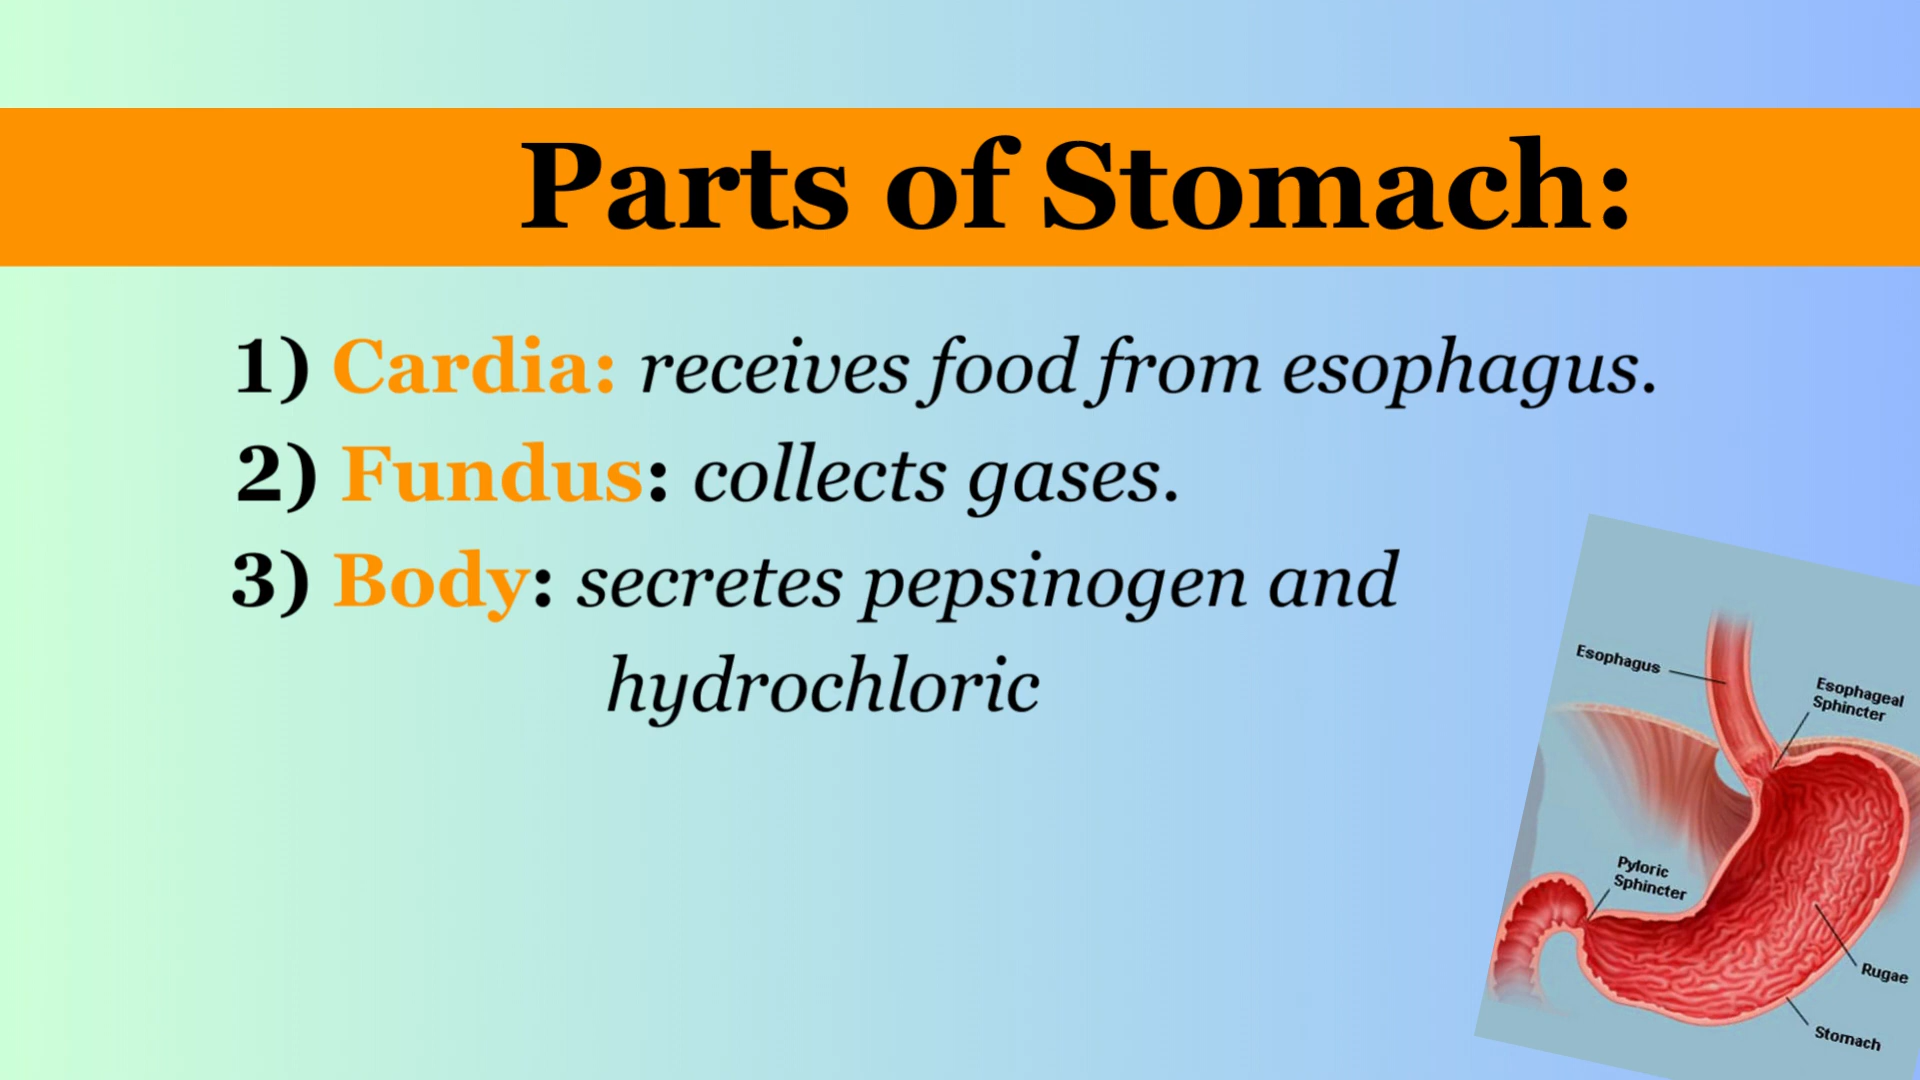 Parts of Stomach:
1) Cardia: receives food from esophagus.
2) Fundus: collects gases.
3) Body: secretes pepsinogen and
hydrochloric
Esophagus
Esophageal
Sphincter
Pyloric
Sphincter
Rugae
Stomach